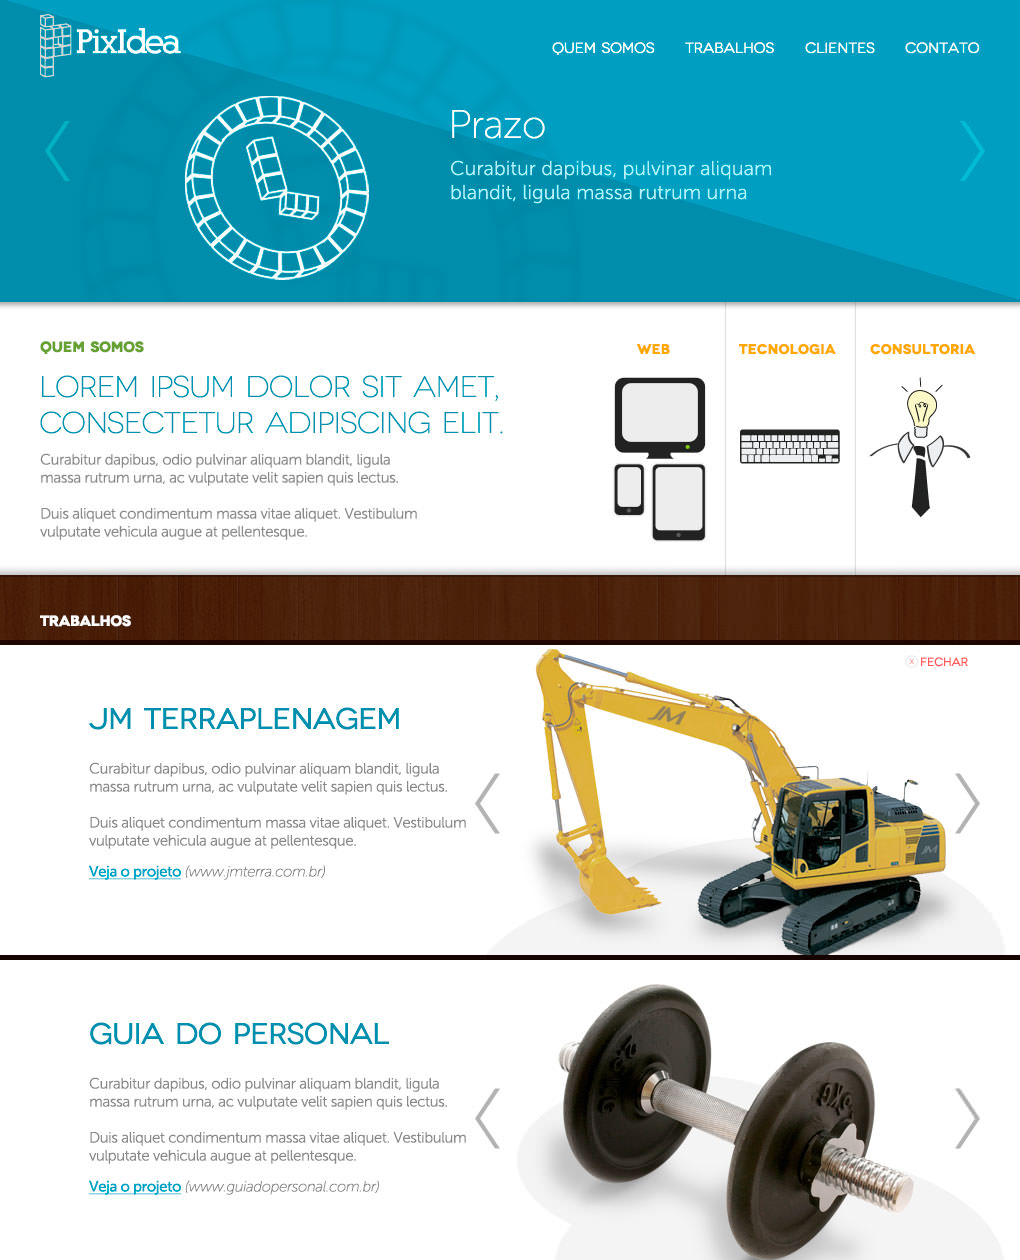 PixIdea
QUEM SOMOS TRABALHOS CLIENTES CONTATO
Prazo
Curabitur dapibus, pulvinar aliquam
blandit, ligula massa rutrum urna
QUEM SOMOS
LOREM IPSUM DOLOR SIT AMET,
CONSECTETUR ADIPISCING ELIT.
Curabitur dapibus, odio pulvinar aliquam blandit, ligula
massa rutrum urna, ac vulputate velit sapien quis lectus.
Duis aliquet condimentum massa vitae aliquet. Vestibulum
vulputate vehicula augue at pellentesque.
WEB
TECNOLOGIA
CONSULTORIA
TRABALHOS
x FECHAR
JM TERRAPLENAGEM
Curabitur dapibus, odio pulvinar aliquam blandit, ligula
massa rutrum urna, ac vulputate velit sapien quis lectus.
Duis aliquet condimentum massa vitae aliquet. Vestibulum
vulputate vehicula augue at pellentesque.
Veja o projeto (www.jmterra.com.br)
JM
JM
GUIA DO PERSONAL
Curabitur dapibus, odio pulvinar aliquam blandit, ligula
massa rutrum urna, ac vulputate velit sapien quis lectus.
Duis aliquet condimentum massa vitae aliquet. Vestibulum
vulputate vehicula augue at pellentesque.
Veja o projeto (www.guiadopersonal.com.br)